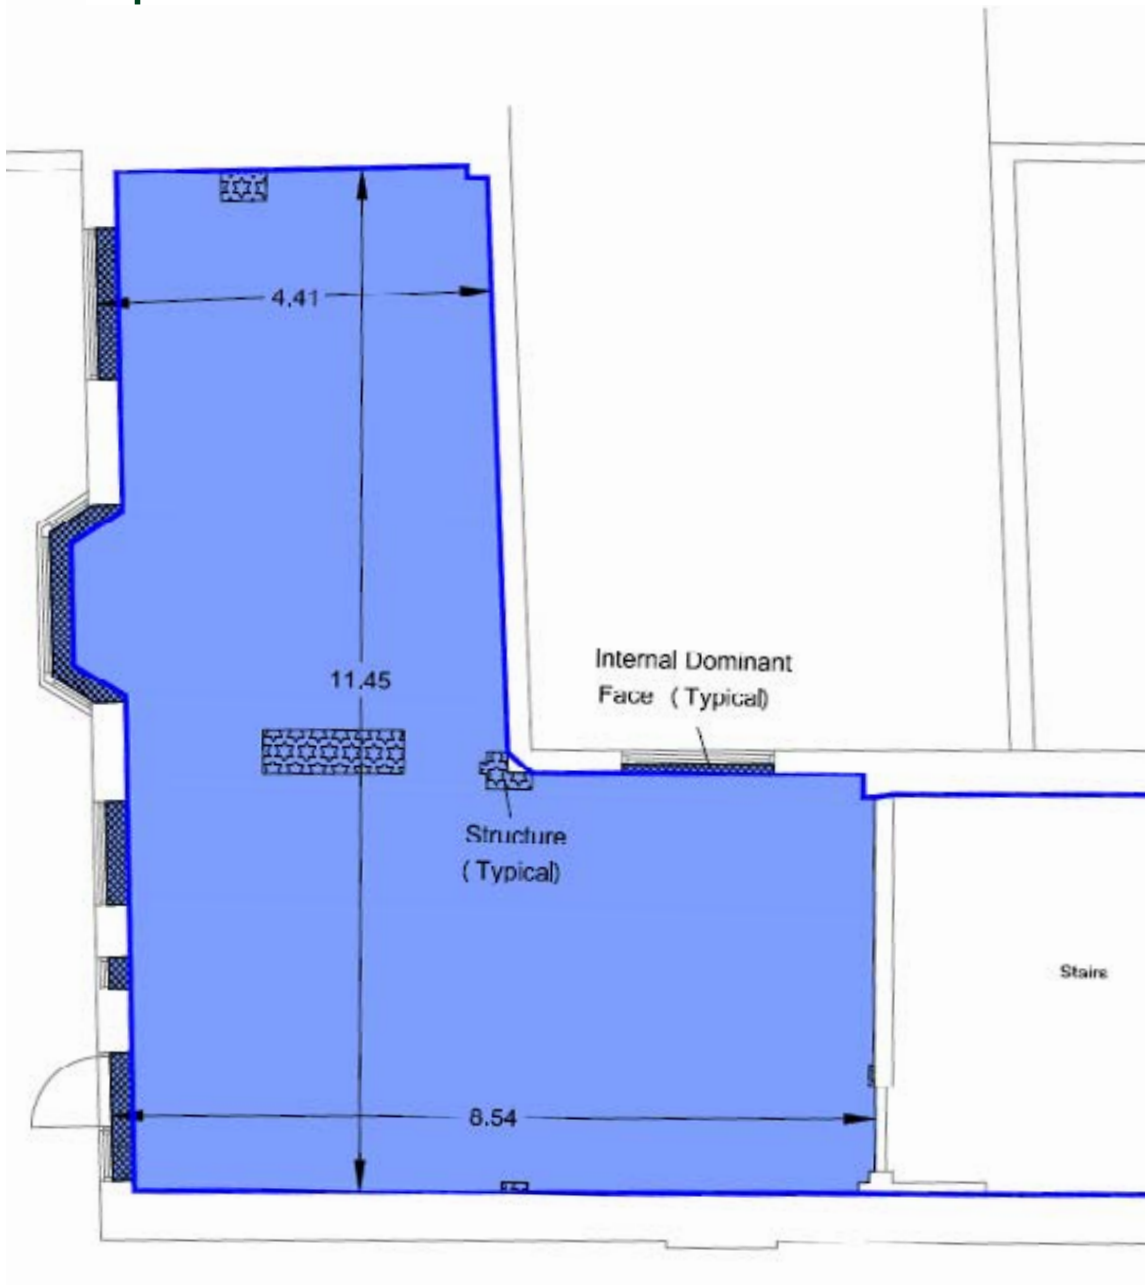 4.41
11.45
Internal Dominant
Face (Typical)
Structure
(Typical)
Stairs
8.54